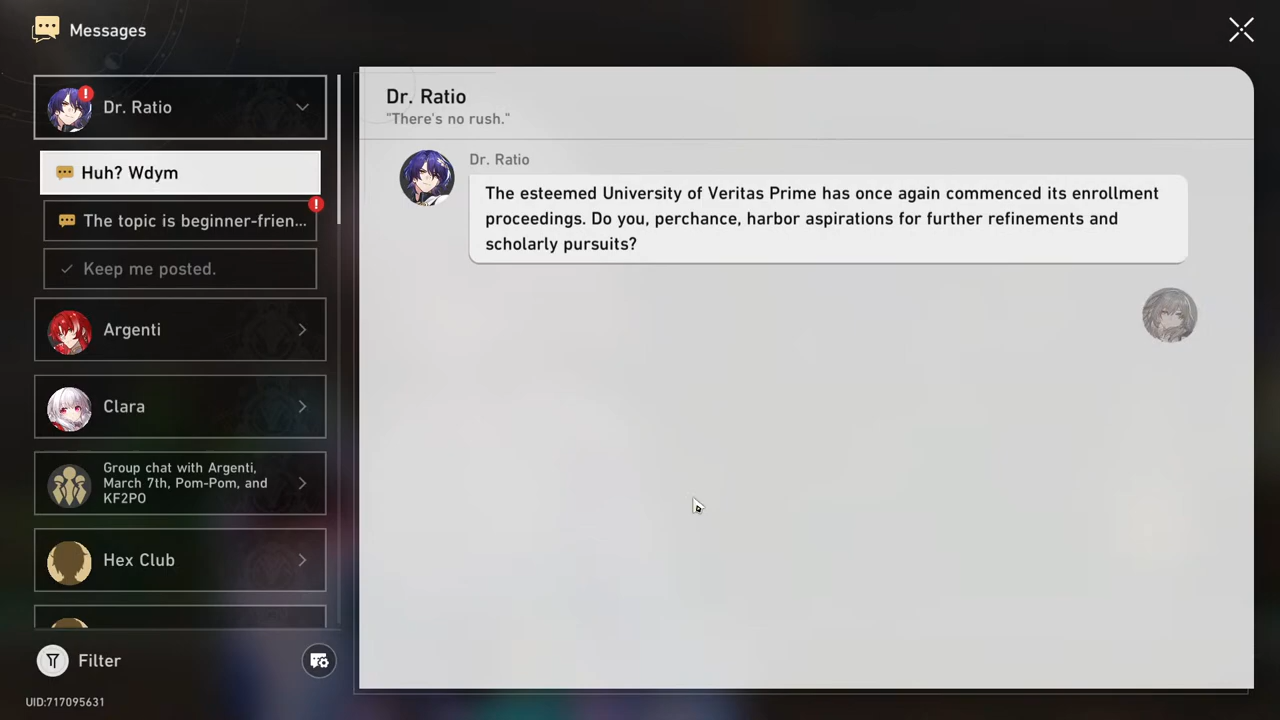 Messages
! Dr. Ratio
Huh? Wdym
The topic is beginner-frien... !
Keep me posted.
Argenti
Clara
Group chat with Argenti,
March 7th, Pom-Pom, and
KF2PO
Hex Club
Filter
UID:717095631
Dr. Ratio
"There's no rush."
Dr. Ratio
The esteemed University of Veritas Prime has once again commenced its enrollment
proceedings. Do you, perchance, harbor aspirations for further refinements and
scholarly pursuits?